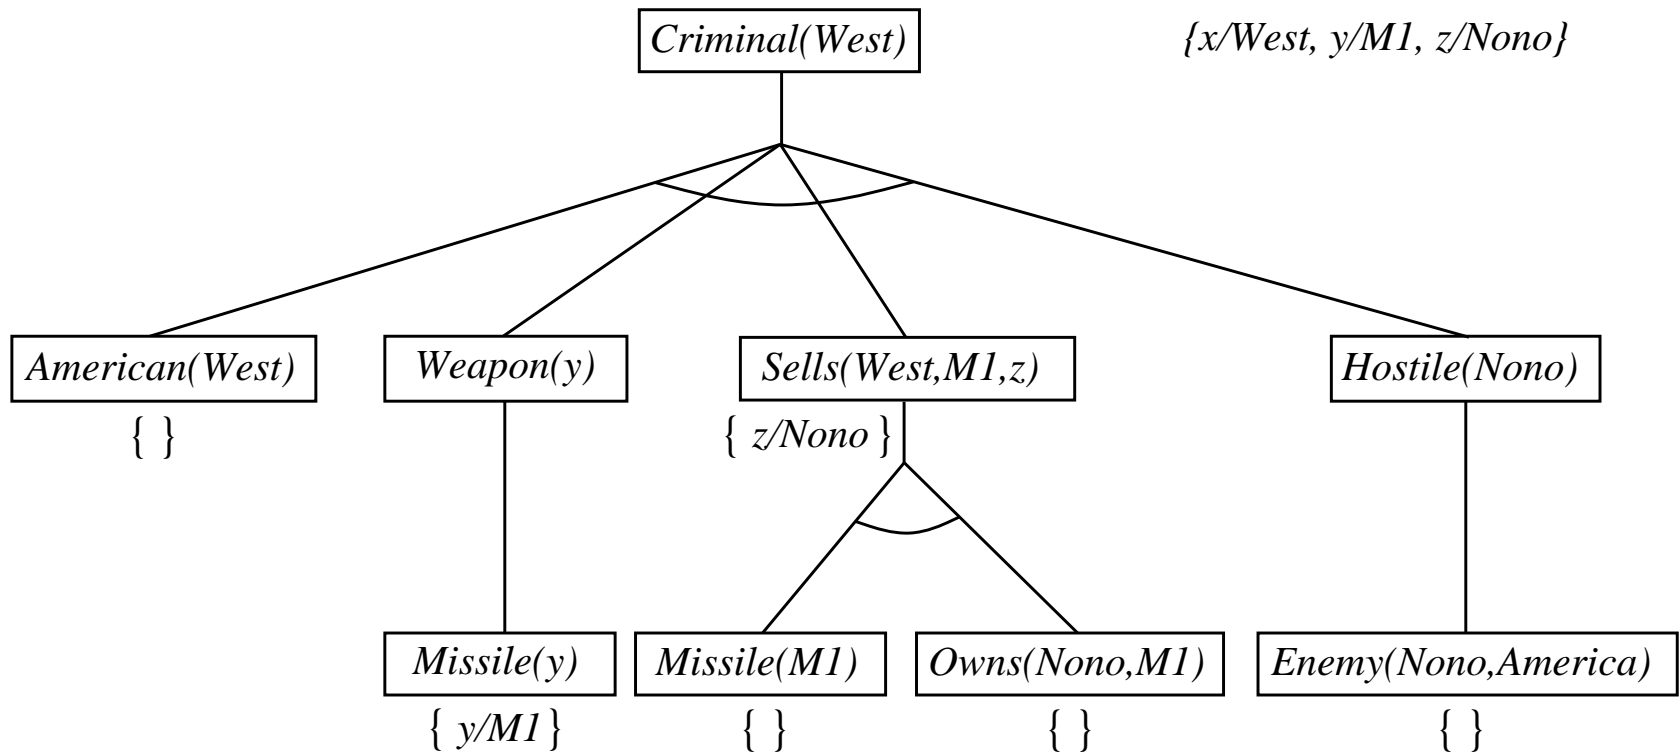 Criminal(West)
{x/West, y/M1, z/Nono}
American(West)
Weapon(y)
Sells(West,M1,z)
Hostile(Nono)
{ }
{ z/Nono }
Missile(y)
Missile(M1)
Owns(Nono,M1)
Enemy(Nono,America)
{ y/M1 }
{ }
{ }
{ }